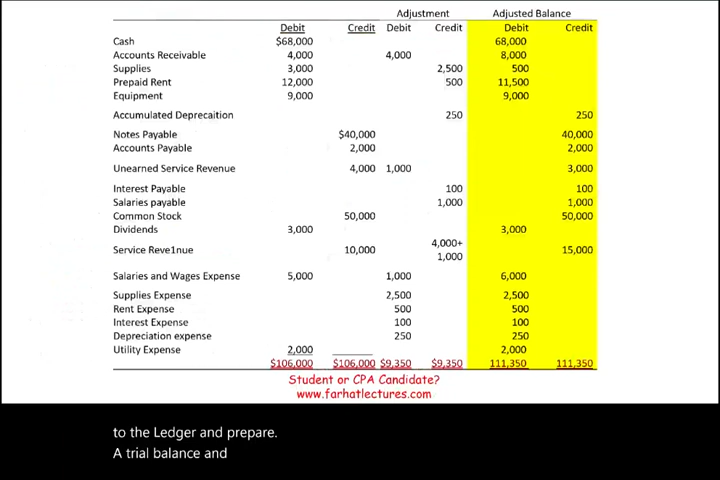 Adjustment Adjusted Balance
Debit Credit Debit Credit Debit Credit
Cash $68,000 68,000
Accounts Receivable 4,000 4,000 8,000
Supplies 3,000 2,500 500
Prepaid Rent 12,000 500 11,500
Equipment 9,000 9,000
Accumulated Deprecaition 250 250
Notes Payable $40,000 40,000
Accounts Payable 2,000 2,000
Unearned Service Revenue 4,000 1,000 3,000
Interest Payable 100 100
Salaries payable 1,000 1,000
Common Stock 50,000 50,000
Dividends 3,000 3,000
Service Reve1nue 10,000 4,000+ 15,000
1,000
Salaries and Wages Expense 5,000 1,000 6,000
Supplies Expense 2,500 2,500
Rent Expense 500 500
Interest Expense 100 100
Depreciation expense 250 250
Utility Expense 2,000 2,000
$106,000 $106,000 $9,350 $9,350 111,350 111,350
Student or CPA Candidate?
www.farhatlectures.com
to the Ledger and prepare.
A trial balance and